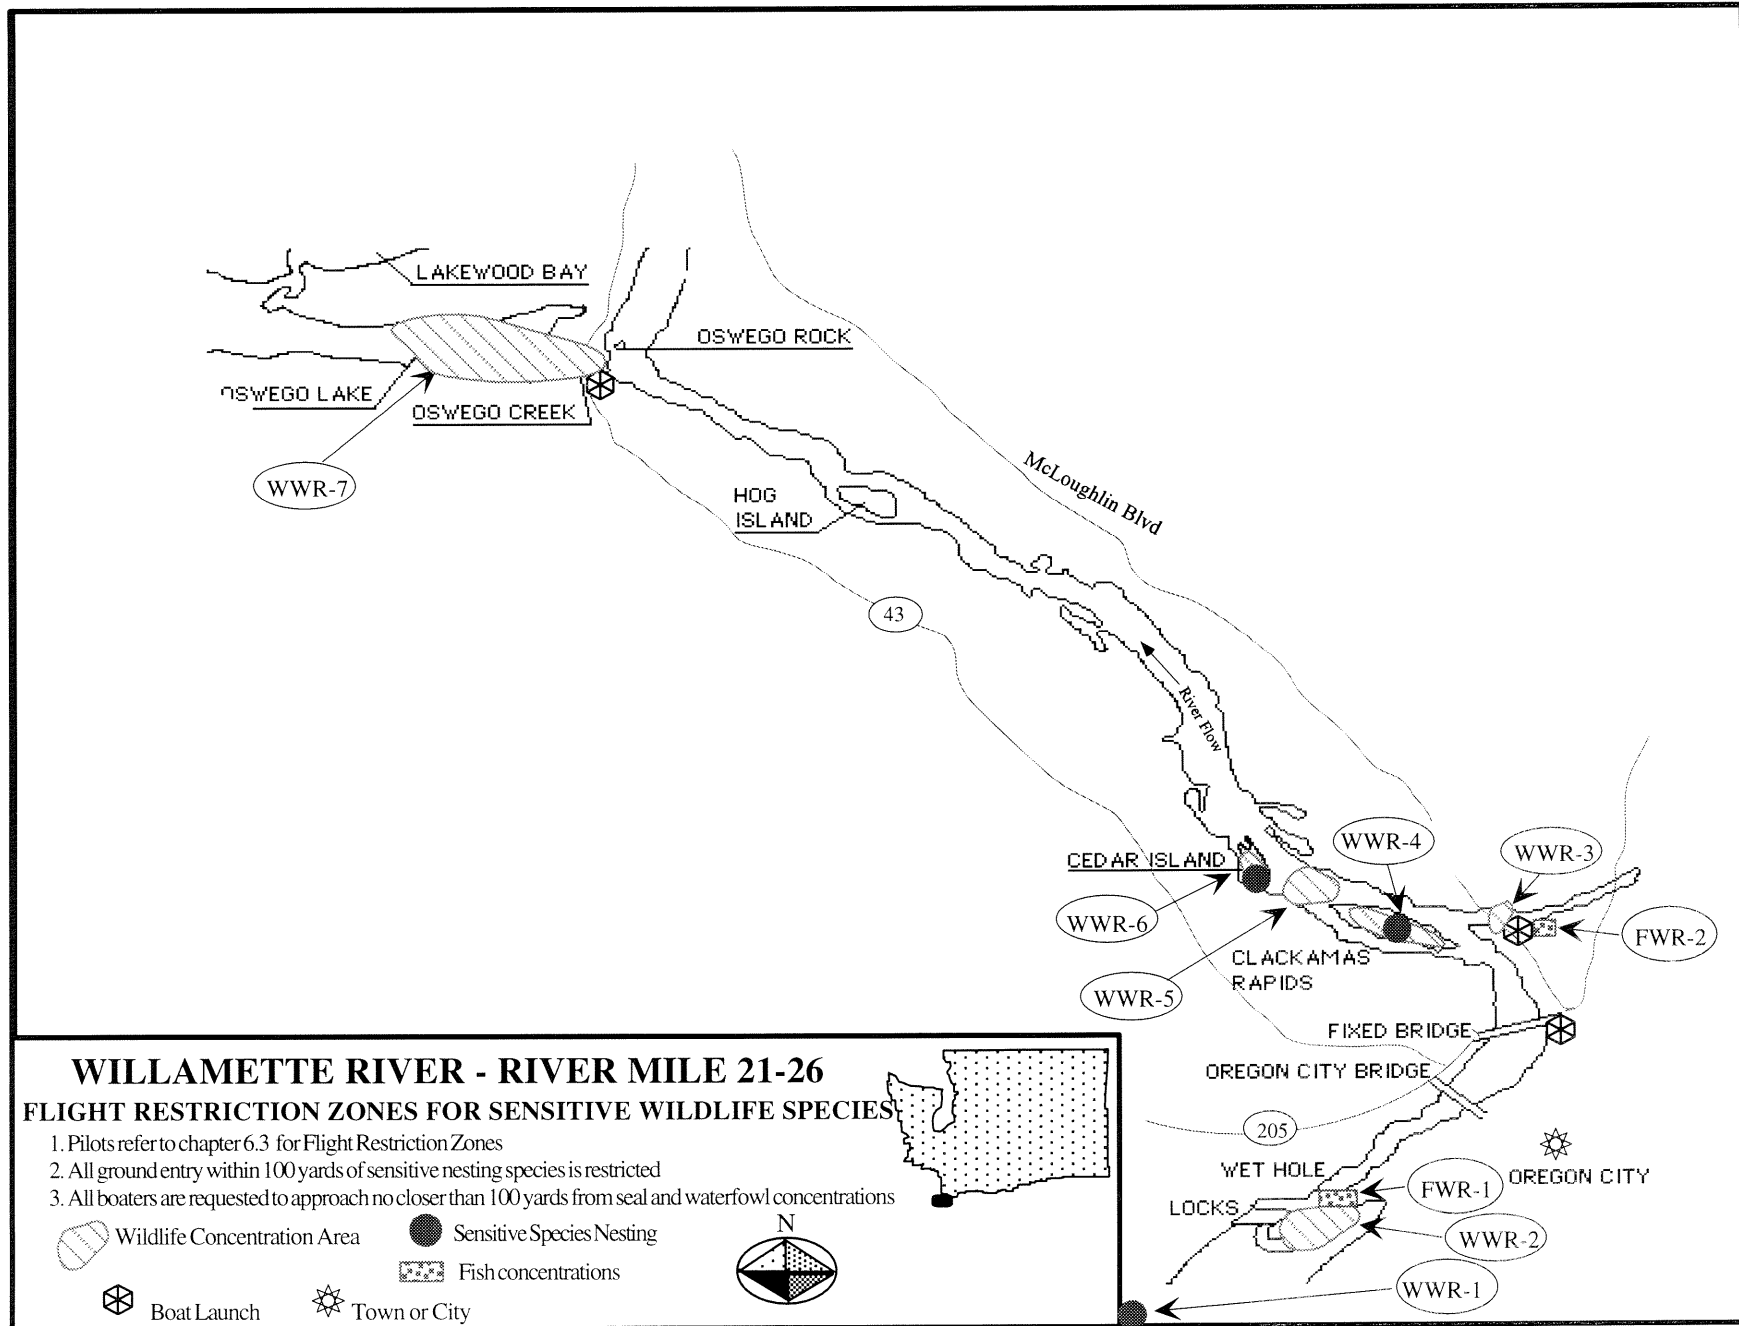 LAKEWOOD BAY
OSWEGO ROCK
OSWEGO LAKE
OSWEGO CREEK
WWR-7
HOG
ISLAND
McLoughlin Blvd
43
River Flow
CEDAR ISLAND
WWR-4
WWR-3
WWR-6
FWR-2
CLACKAMAS
RAPIDS
WWR-5
FIXED BRIDGE
OREGON CITY BRIDGE
205
WET HOLE
OREGON CITY
FWR-1
LOCKS
WWR-2
WWR-1
WILLAMETTE RIVER - RIVER MILE 21-26
FLIGHT RESTRICTION ZONES FOR SENSITIVE WILDLIFE SPECIES
1. Pilots refer to chapter 6.3 for Flight Restriction Zones
2. All ground entry within 100 yards of sensitive nesting species is restricted
3. All boaters are requested to approach no closer than 100 yards from seal and waterfowl concentrations
Wildlife Concentration Area
Sensitive Species Nesting
N
Fish concentrations
Boat Launch
Town or City